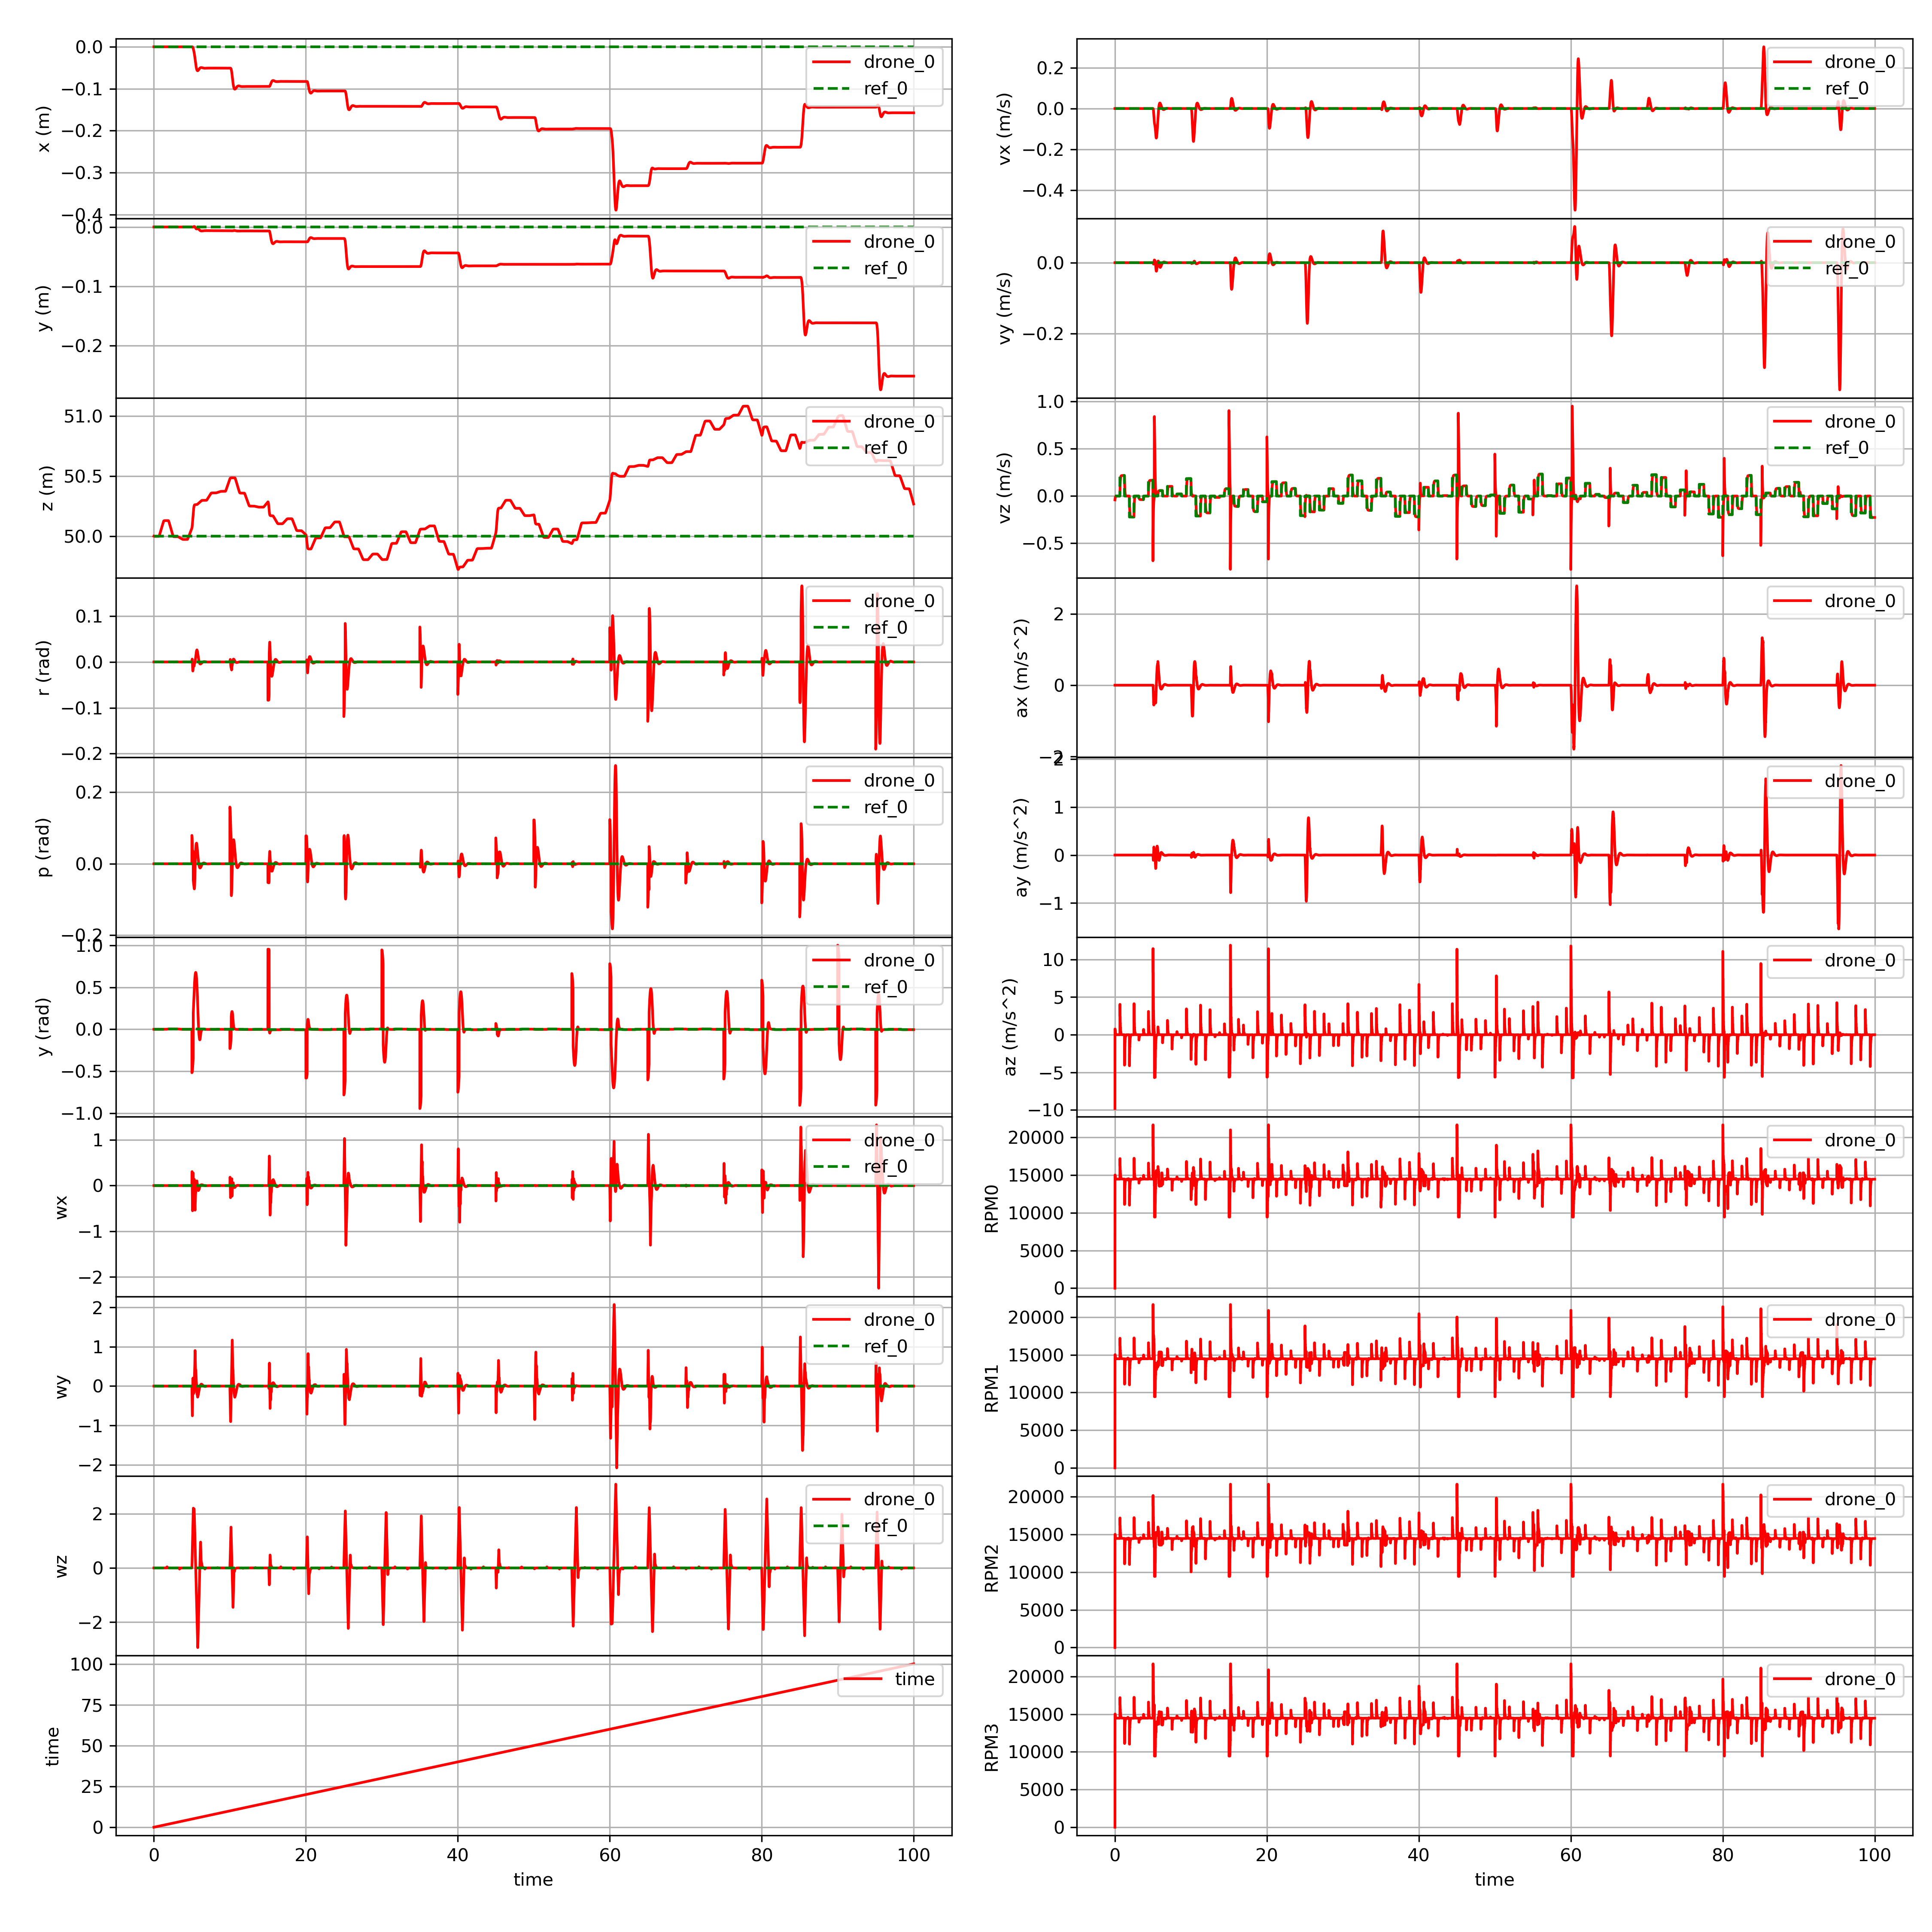 0.0
−0.1
−0.2
−0.3
−0.4
x (m)
drone_0
ref_0
0.0
−0.1
−0.2
y (m)
drone_0
ref_0
51.0
50.5
50.0
z (m)
drone_0
ref_0
0.1
0.0
−0.1
−0.2
r (rad)
drone_0
ref_0
0.2
0.0
−0.2
p (rad)
drone_0
ref_0
1.0
0.5
0.0
−0.5
−1.0
y (rad)
drone_0
ref_0
1
0
−1
−2
wx
drone_0
ref_0
2
1
0
−1
−2
wy
drone_0
ref_0
2
0
−2
wz
drone_0
ref_0
100
75
50
25
0
time
time
0
20
40
60
80
100
time
0.2
0.0
−0.2
−0.4
vx (m/s)
drone_0
ref_0
0.0
−0.2
vy (m/s)
drone_0
ref_0
1.0
0.5
0.0
−0.5
vz (m/s)
drone_0
ref_0
2
0
−2
ax (m/s^2)
drone_0
2
1
0
−1
ay (m/s^2)
drone_0
10
5
0
−5
−10
az (m/s^2)
drone_0
20000
15000
10000
5000
0
RPM0
drone_0
20000
15000
10000
5000
0
RPM1
drone_0
20000
15000
10000
5000
0
RPM2
drone_0
20000
15000
10000
5000
0
RPM3
drone_0
0
20
40
60
80
100
time